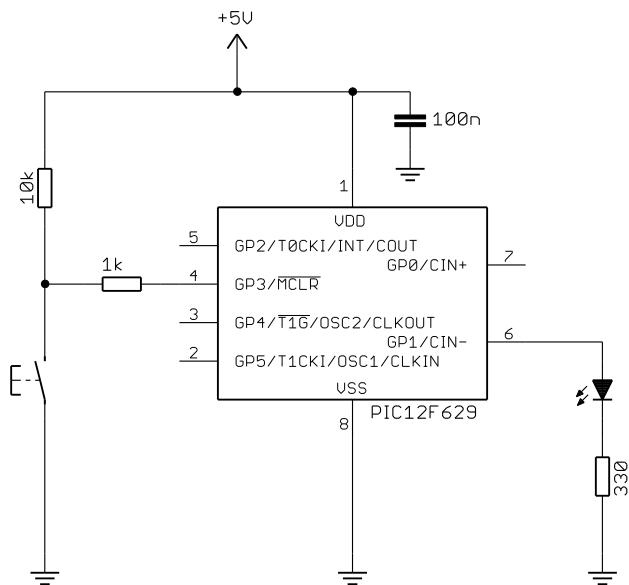 +5V
100n
10k
1
VDD
5
GP2/T0CKI/INT/COUT
GP0/CIN+
7
1k
4
GP3/MCLR
3
GP4/T1G/OSC2/CLKOUT
GP1/CIN-
6
2
GP5/T1CKI/OSC1/CLKIN
VSS
8
PIC12F629
330